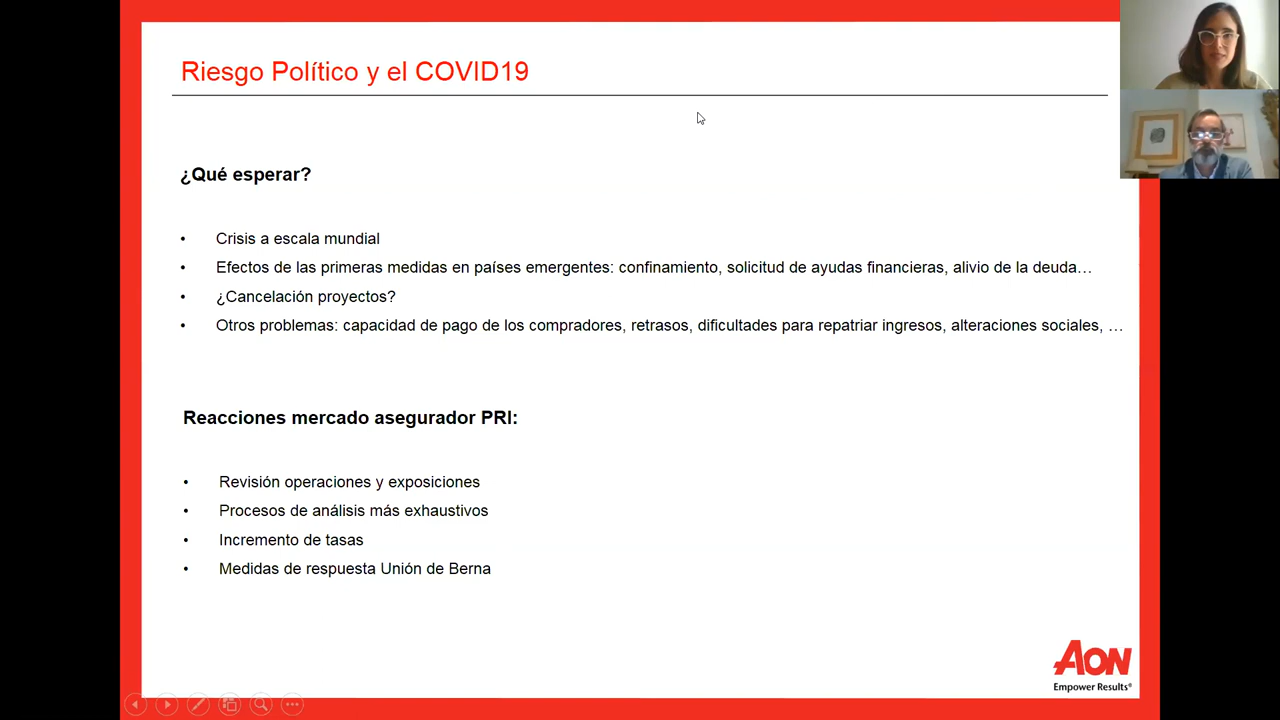 Riesgo Político y el COVID19
¿Qué esperar?
• Crisis a escala mundial
• Efectos de las primeras medidas en países emergentes: confinamiento, solicitud de ayudas financieras, alivio de la deuda…
• ¿Cancelación proyectos?
• Otros problemas: capacidad de pago de los compradores, retrasos, dificultades para repatriar ingresos, alteraciones sociales, …
Reacciones mercado asegurador PRI:
• Revisión operaciones y exposiciones
• Procesos de análisis más exhaustivos
• Incremento de tasas
• Medidas de respuesta Unión de Berna
AON
Empower Results®